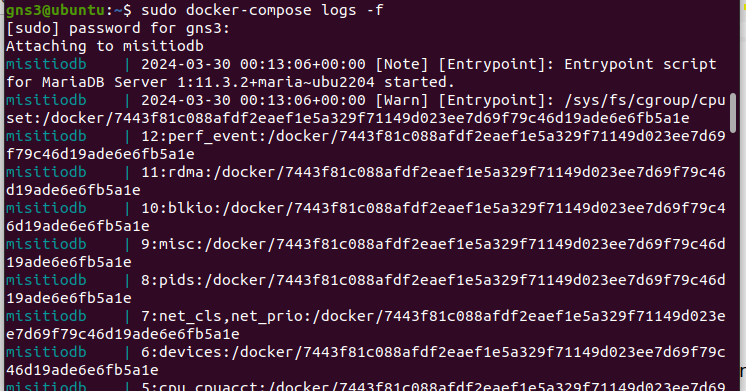 gns3@ubuntu:~$ sudo docker-compose logs -f
[sudo] password for gns3:
Attaching to misitiodb
misitiodb    | 2024-03-30 00:13:06+00:00 [Note] [Entrypoint]: Entrypoint script
for MariaDB Server 1:11.3.2+maria~ubu2204 started.
misitiodb    | 2024-03-30 00:13:06+00:00 [Warn] [Entrypoint]: /sys/fs/cgroup/cpu
set:/docker/7443f81c088afdf2eaef1e5a329f71149d023ee7d69f79c46d19ade6e6fb5a1e
misitiodb    | 12:perf_event:/docker/7443f81c088afdf2eaef1e5a329f71149d023ee7d69
f79c46d19ade6e6fb5a1e
misitiodb    | 11:rdma:/docker/7443f81c088afdf2eaef1e5a329f71149d023ee7d69f79c46
d19ade6e6fb5a1e
misitiodb    | 10:blkio:/docker/7443f81c088afdf2eaef1e5a329f71149d023ee7d69f79c4
6d19ade6e6fb5a1e
misitiodb    | 9:misc:/docker/7443f81c088afdf2eaef1e5a329f71149d023ee7d69f79c46d
19ade6e6fb5a1e
misitiodb    | 8:pids:/docker/7443f81c088afdf2eaef1e5a329f71149d023ee7d69f79c46d
19ade6e6fb5a1e
misitiodb    | 7:net_cls,net_prio:/docker/7443f81c088afdf2eaef1e5a329f71149d023e
e7d69f79c46d19ade6e6fb5a1e
misitiodb    | 6:devices:/docker/7443f81c088afdf2eaef1e5a329f71149d023ee7d69f79c
46d19ade6e6fb5a1e
misitiodb    | 5:cpu,cpuacct:/docker/7443f81c088afdf2eaef1e5a329f71149d023ee7d69